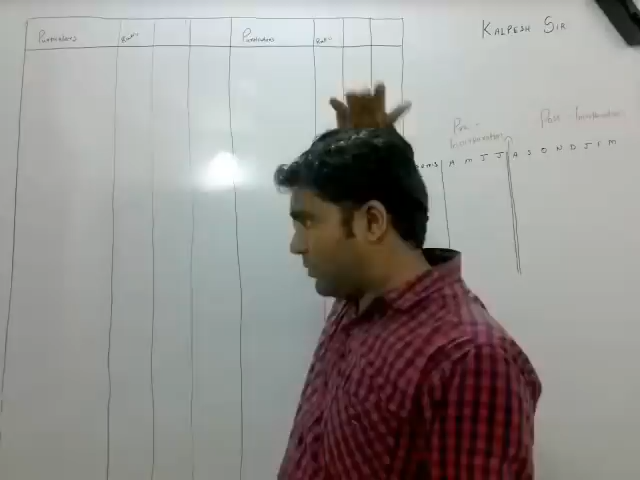 KALPESH SIR
Particulars
Particulars
Pre -
Incorporation
Post Incorporation
A M J J A S O N D J F M